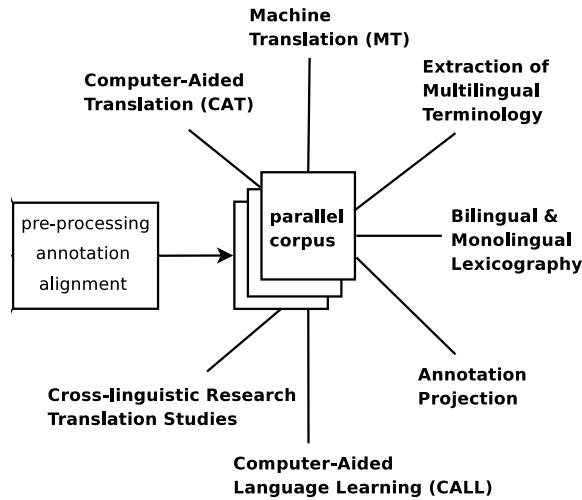 Machine
Translation (MT)
Computer-Aided
Translation (CAT)
Extraction of
Multilingual
Terminology
pre-processing
annotation
alignment
parallel
corpus
Bilingual &
Monolingual
Lexicography
Annotation
Projection
Cross-linguistic Research
Translation Studies
Computer-Aided
Language Learning (CALL)